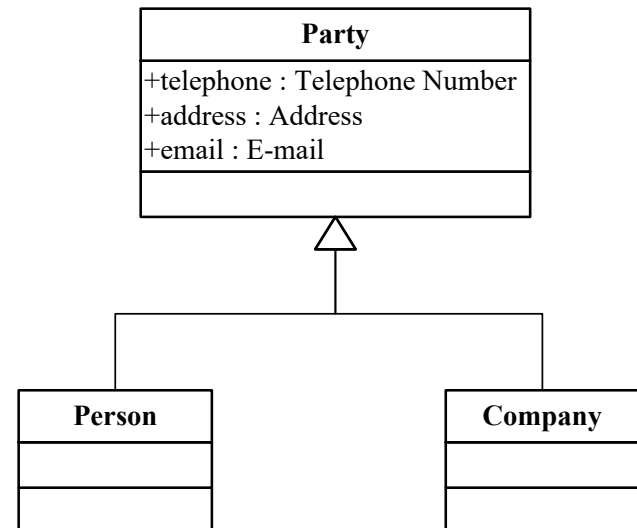 Party
+telephone : Telephone Number
+address : Address
+email : E-mail
Person
Company